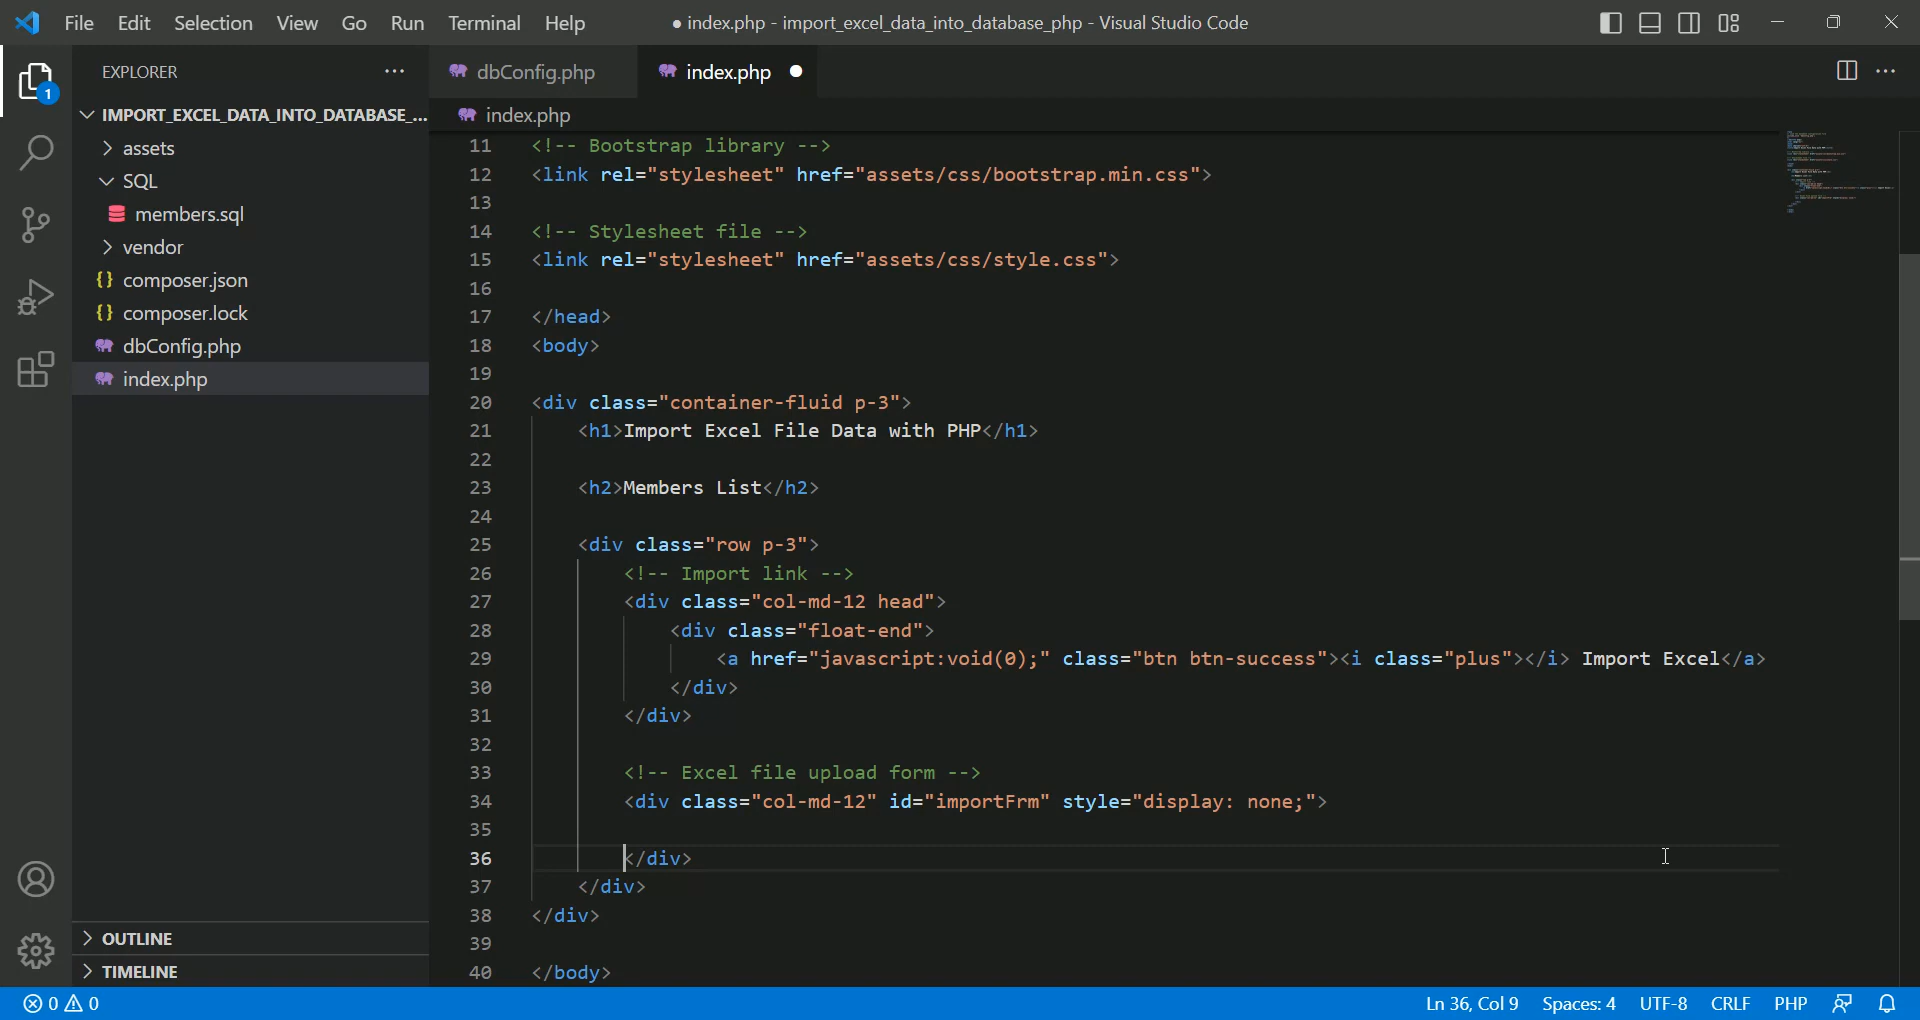 File Edit Selection View Go Run Terminal Help
● index.php - import_excel_data_into_database_php - Visual Studio Code
EXPLORER ···
dbConfig.php
index.php ●
IMPORT_EXCEL_DATA_INTO_DATABASE_...
index.php
assets
SQL
members.sql
vendor
{} composer.json
{} composer.lock
dbConfig.php
index.php
OUTLINE
TIMELINE
1
11 <!-- Bootstrap library -->
12 <link rel="stylesheet" href="assets/css/bootstrap.min.css">
13
14 <!-- Stylesheet file -->
15 <link rel="stylesheet" href="assets/css/style.css">
16
17 </head>
18 <body>
19
20 <div class="container-fluid p-3">
21 <h1>Import Excel File Data with PHP</h1>
22
23 <h2>Members List</h2>
24
25 <div class="row p-3">
26 <!-- Import link -->
27 <div class="col-md-12 head">
28 <div class="float-end">
29 <a href="javascript:void(0);" class="btn btn-success"><i class="plus"></i> Import Excel</a>
30 </div>
31 </div>
32
33 <!-- Excel file upload form -->
34 <div class="col-md-12" id="importFrm" style="display: none;">
35
36 </div>
37 </div>
38 </div>
39
40 </body>
0 0
Ln 36, Col 9 Spaces: 4 UTF-8 CRLF PHP